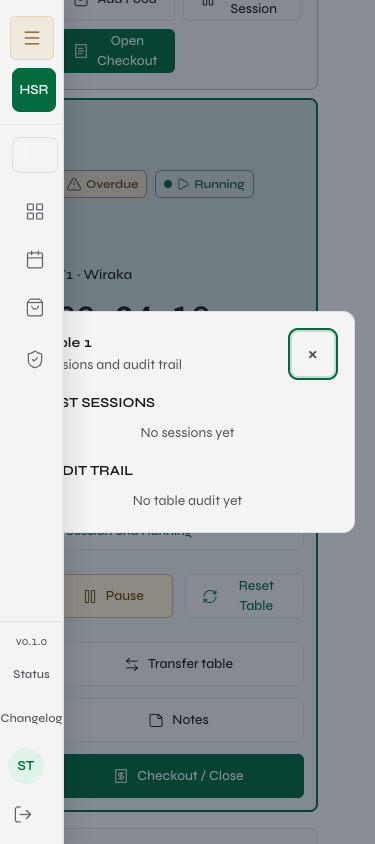 Add Food
Session
Open
Checkout
HSR
Overdue
Running
T1 · Wiraka
ble 1
sions and audit trail
×
ST SESSIONS
No sessions yet
DIT TRAIL
No table audit yet
Pause
Reset
Table
v0.1.0
Transfer table
Status
Changelog
Notes
ST
Checkout / Close